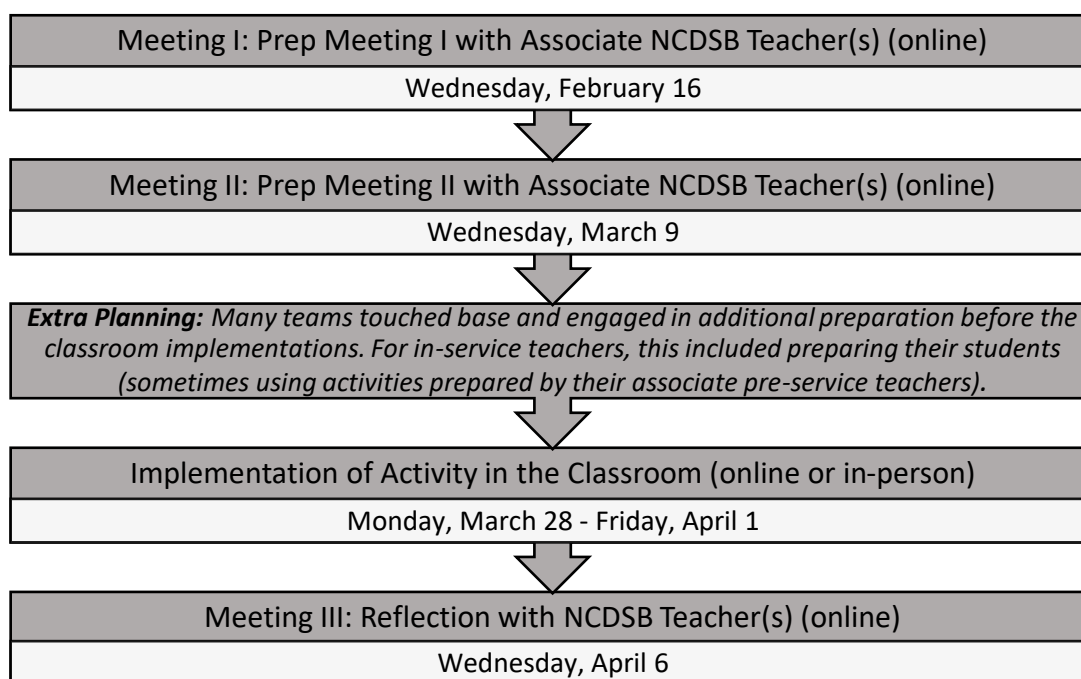 Meeting I: Prep Meeting I with Associate NCDSB Teacher(s) (online)
Wednesday, February 16
Meeting II: Prep Meeting II with Associate NCDSB Teacher(s) (online)
Wednesday, March 9
Extra Planning: Many teams touched base and engaged in additional preparation before the
classroom implementations. For in-service teachers, this included preparing their students
(sometimes using activities prepared by their associate pre-service teachers).
Implementation of Activity in the Classroom (online or in-person)
Monday, March 28 - Friday, April 1
Meeting III: Reflection with NCDSB Teacher(s) (online)
Wednesday, April 6